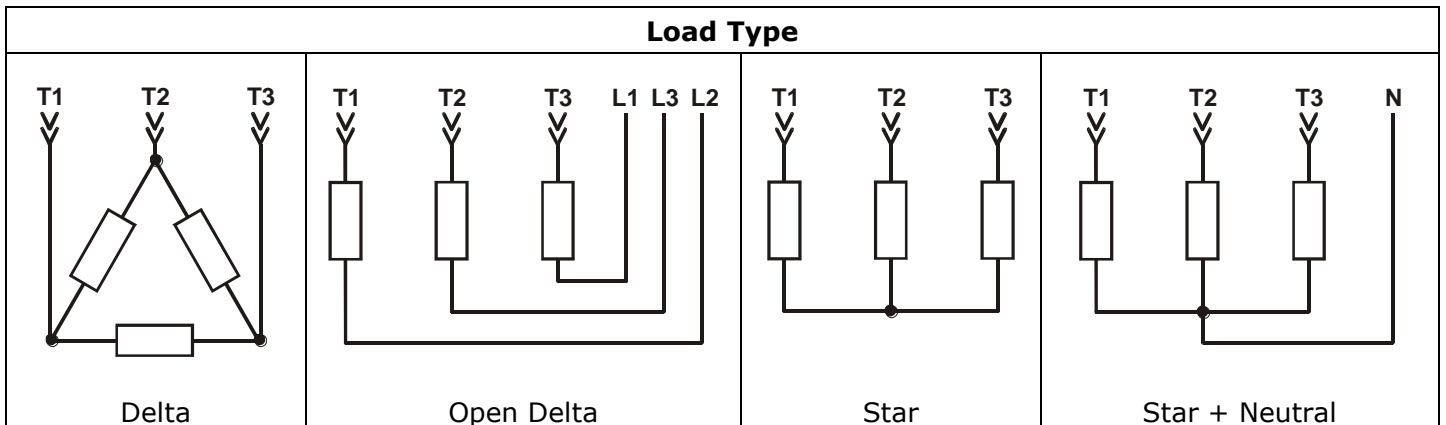 Load Type
T1 T2 T3
T1 T2 T3 L1 L3 L2
T1 T2 T3
T1 T2 T3 N
Delta
Open Delta
Star
Star + Neutral